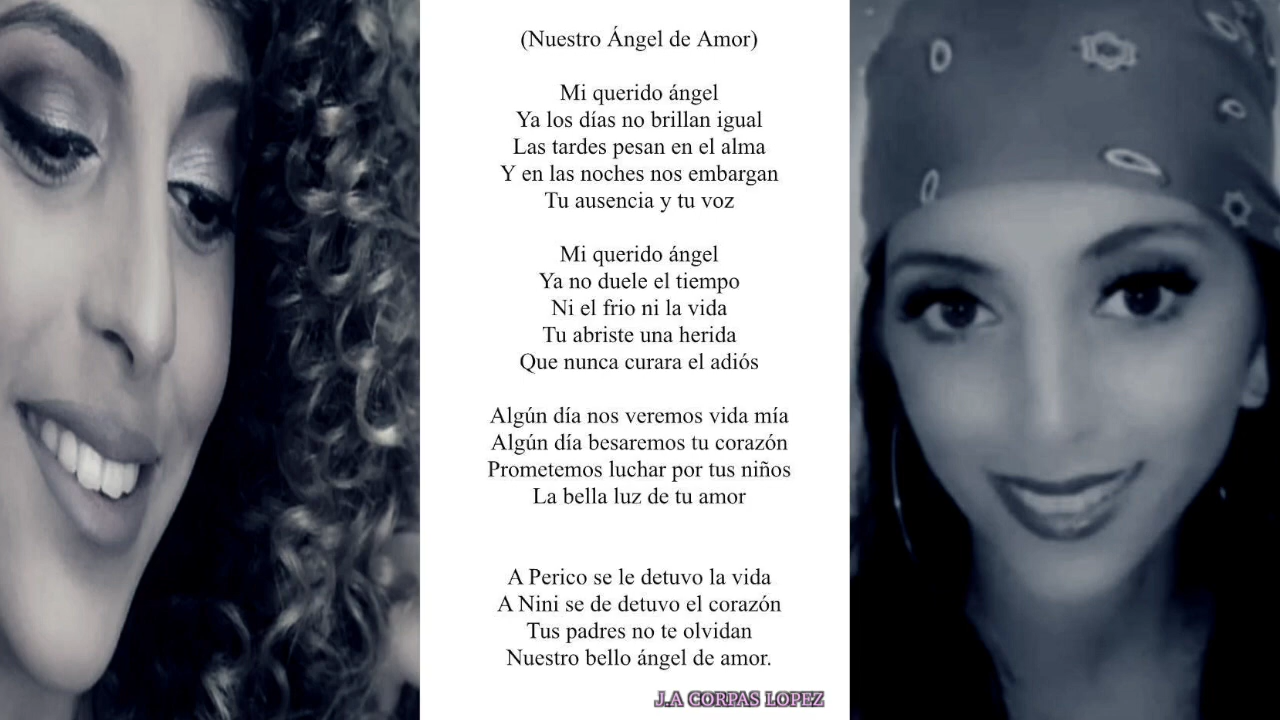 (Nuestro Ángel de Amor)
Mi querido ángel
Ya los días no brillan igual
Las tardes pesan en el alma
Y en las noches nos embargan
Tu ausencia y tu voz
Mi querido ángel
Ya no duele el tiempo
Ni el frio ni la vida
Tu abriste una herida
Que nunca curara el adiós
Algún día nos veremos vida mía
Algún día besaremos tu corazón
Prometemos luchar por tus niños
La bella luz de tu amor
A Perico se le detuvo la vida
A Nini se de detuvo el corazón
Tus padres no te olvidan
Nuestro bello ángel de amor.
J.A CORPAS LOPEZ